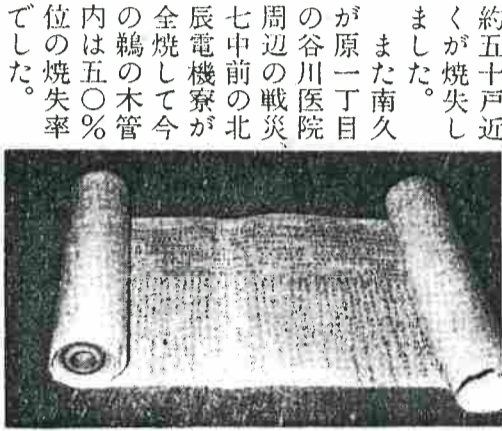 約五十戸近
くが焼失し
ました。
また南久
が原一丁目
の谷川医院
周辺の戦災、
七中前の北
辰電機寮が
全焼して今
の鵜の木管
内は五〇%
位の焼失率
でした。